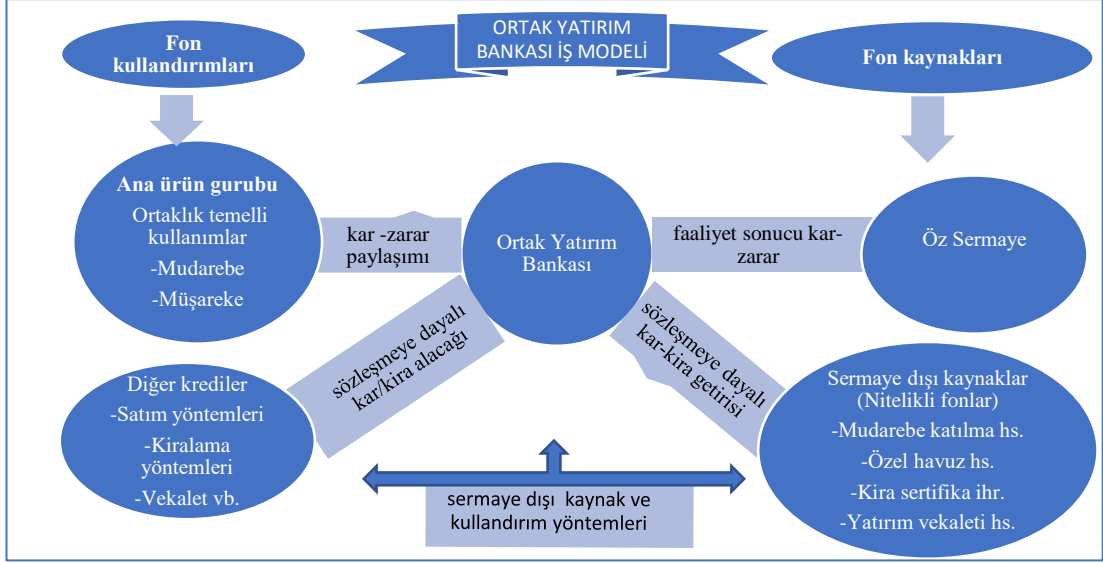 ORTAK YATIRIM
BANKASI İŞ MODELİ
Fon
kullandırımları
Fon kaynakları
Ana ürün gurubu
Ortaklık temelli
kullanımlar
-Mudarebe
-Müşareke
kar -zarar
paylaşımı
Ortak Yatırım
Bankası
faaliyet sonucu kar-
zarar
Öz Sermaye
sözleşmeye dayalı
kar/kira alacağı
sözleşmeye dayalı
kar-kira getirisi
Diğer krediler
-Satım yöntemleri
-Kiralama
yöntemleri
-Vekalet vb.
Sermaye dışı kaynaklar
(Nitelikli fonlar)
-Mudarebe katılma hs.
-Özel havuz hs.
-Kira sertifika ihr.
-Yatırım vekaleti hs.
sermaye dışı kaynak ve
kullandırım yöntemleri